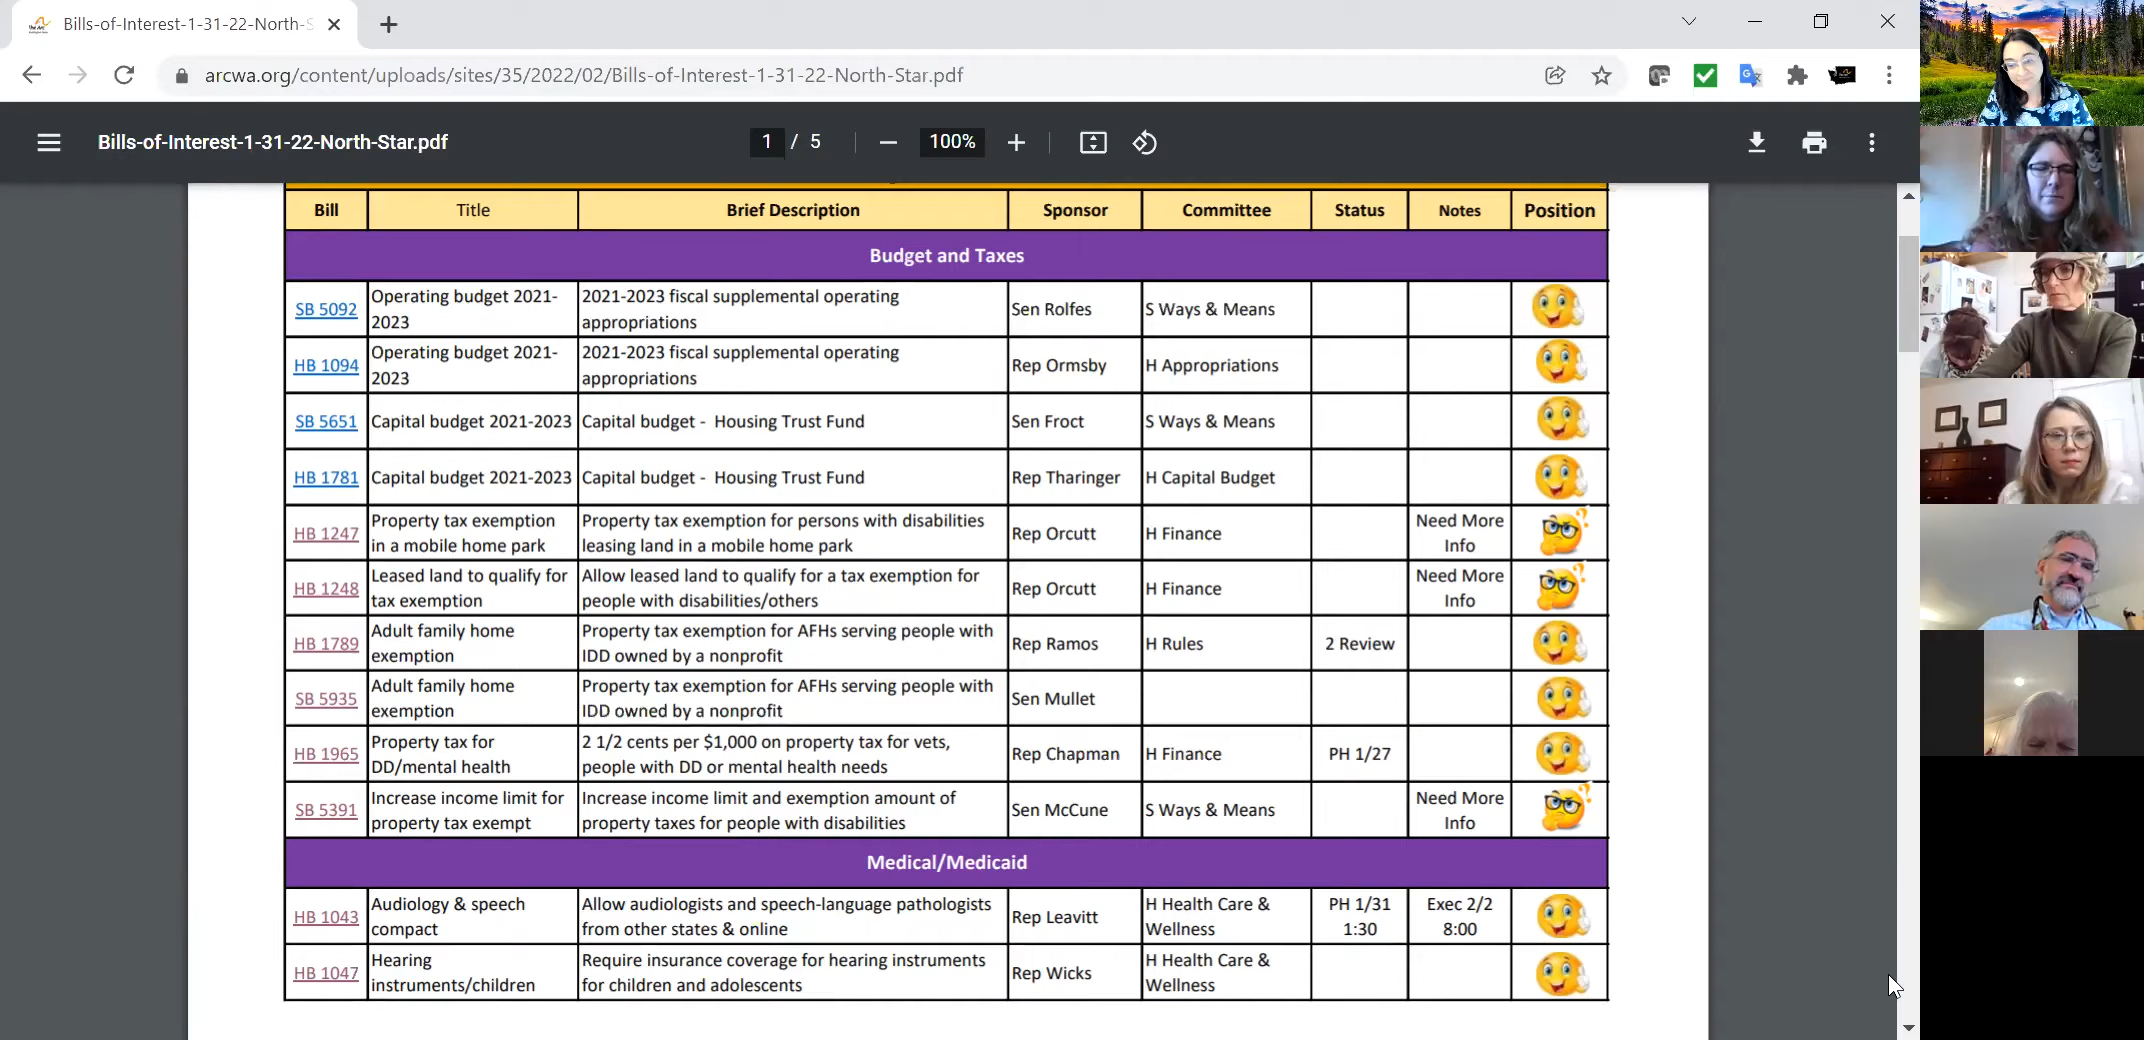 Bills-of-Interest-1-31-22-North-S
arcwa.org/content/uploads/sites/35/2022/02/Bills-of-Interest-1-31-22-North-Star.pdf
Bills-of-Interest-1-31-22-North-Star.pdf
1 / 5
100%
Bill Title Brief Description Sponsor Committee Status Notes Position
Budget and Taxes
SB 5092 Operating budget 2021- 2021-2023 fiscal supplemental operating Sen Rolfes S Ways & Means
2023 appropriations
HB 1094 Operating budget 2021- 2021-2023 fiscal supplemental operating Rep Ormsby H Appropriations
2023 appropriations
SB 5651 Capital budget 2021-2023 Capital budget - Housing Trust Fund Sen Froct S Ways & Means
HB 1781 Capital budget 2021-2023 Capital budget - Housing Trust Fund Rep Tharinger H Capital Budget
HB 1247 Property tax exemption Property tax exemption for persons with disabilities Rep Orcutt H Finance Need More
in a mobile home park leasing land in a mobile home park Info
HB 1248 Leased land to qualify for Allow leased land to qualify for a tax exemption for Rep Orcutt H Finance Need More
tax exemption people with disabilities/others Info
HB 1789 Adult family home Property tax exemption for AFHs serving people with Rep Ramos H Rules 2 Review
exemption IDD owned by a nonprofit
SB 5935 Adult family home Property tax exemption for AFHs serving people with Sen Mullet
exemption IDD owned by a nonprofit
HB 1965 Property tax for 2 1/2 cents per $1,000 on property tax for vets, Rep Chapman H Finance PH 1/27
DD/mental health people with DD or mental health needs
SB 5391 Increase income limit for Increase income limit and exemption amount of Sen McCune S Ways & Means Need More
property tax exempt property taxes for people with disabilities Info
Medical/Medicaid
HB 1043 Audiology & speech Allow audiologists and speech-language pathologists Rep Leavitt H Health Care & PH 1/31 Exec 2/2
compact from other states & online Wellness 1:30 8:00
HB 1047 Hearing Require insurance coverage for hearing instruments Rep Wicks H Health Care &
instruments/children for children and adolescents Wellness